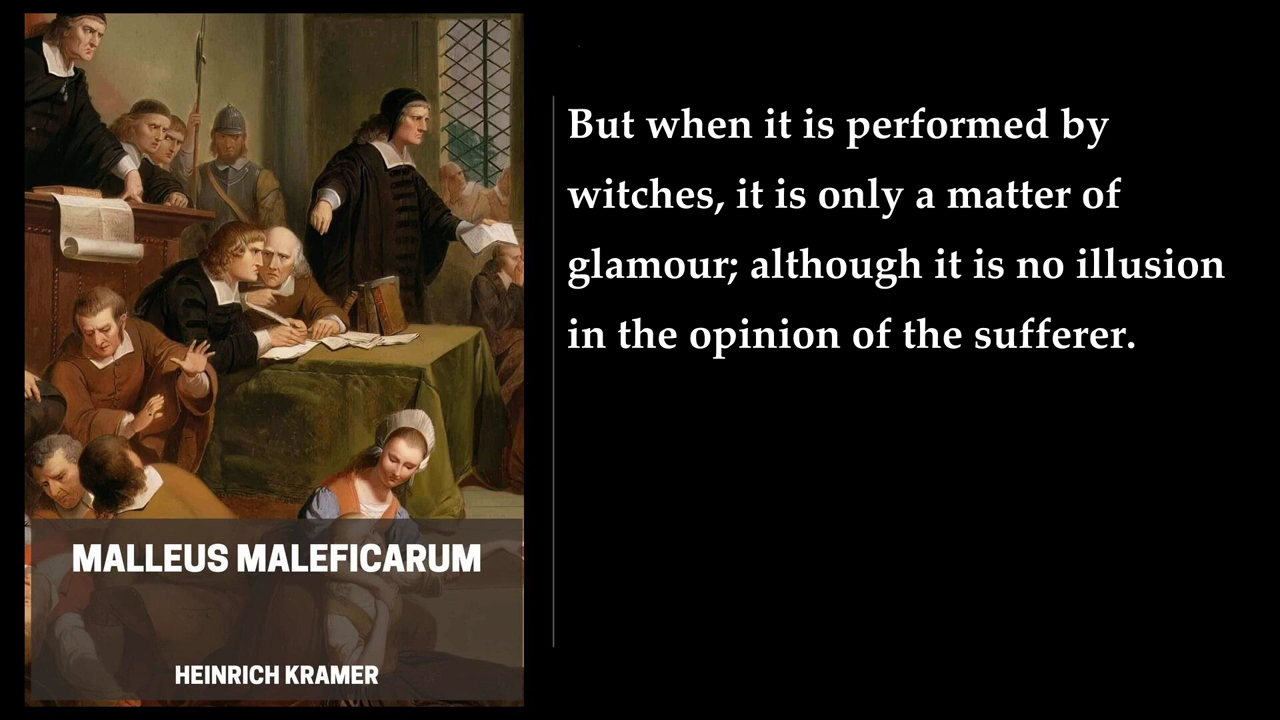 MALLEUS MALEFICARUM
HEINRICH KRAMER
But when it is performed by
witches, it is only a matter of
glamour; although it is no illusion
in the opinion of the sufferer.